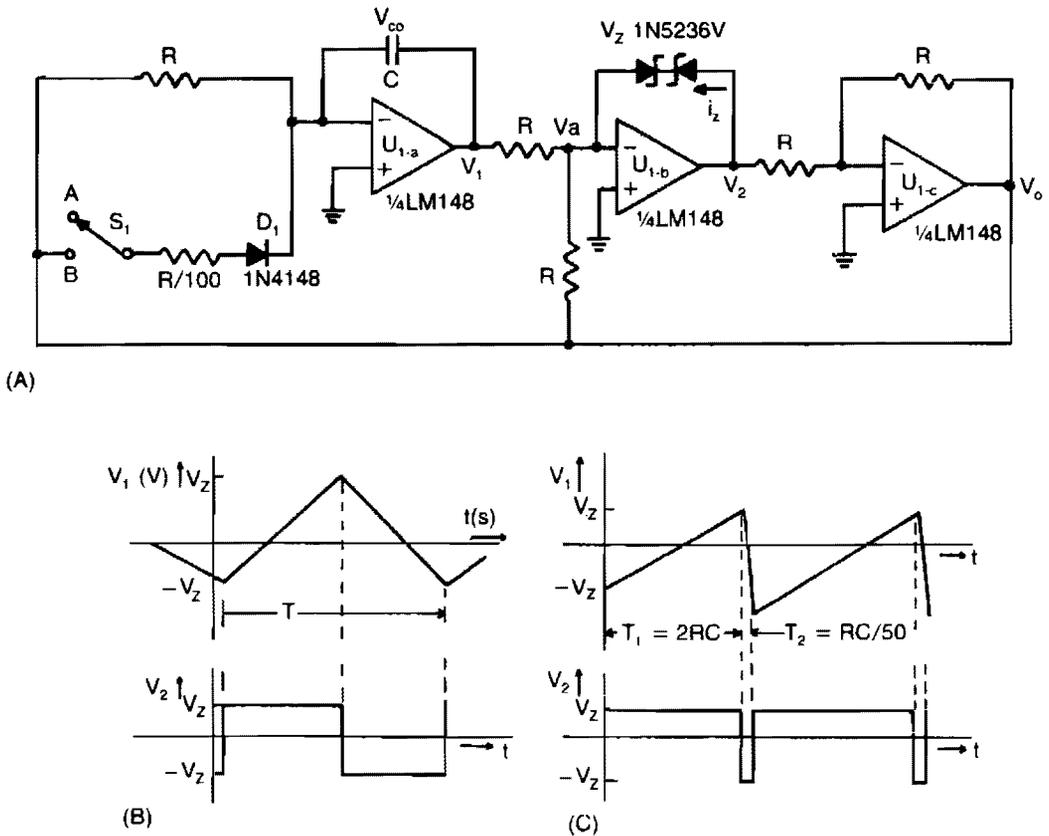 V_co
V_Z 1N5236V
R
C
R
i_z
R
Va
R
U_1-a
V_1
U_1-b
V_2
U_1-c
V_o
¼LM148
¼LM148
¼LM148
A
S_1
D_1
B
R/100
1N4148
R
(A)
V_1 (V)
V_Z
t(s)
−V_Z
T
V_2
V_Z
t
−V_Z
(B)
V_1
V_Z
t
−V_Z
T_1 = 2RC
T_2 = RC/50
V_2
V_Z
t
−V_Z
(C)